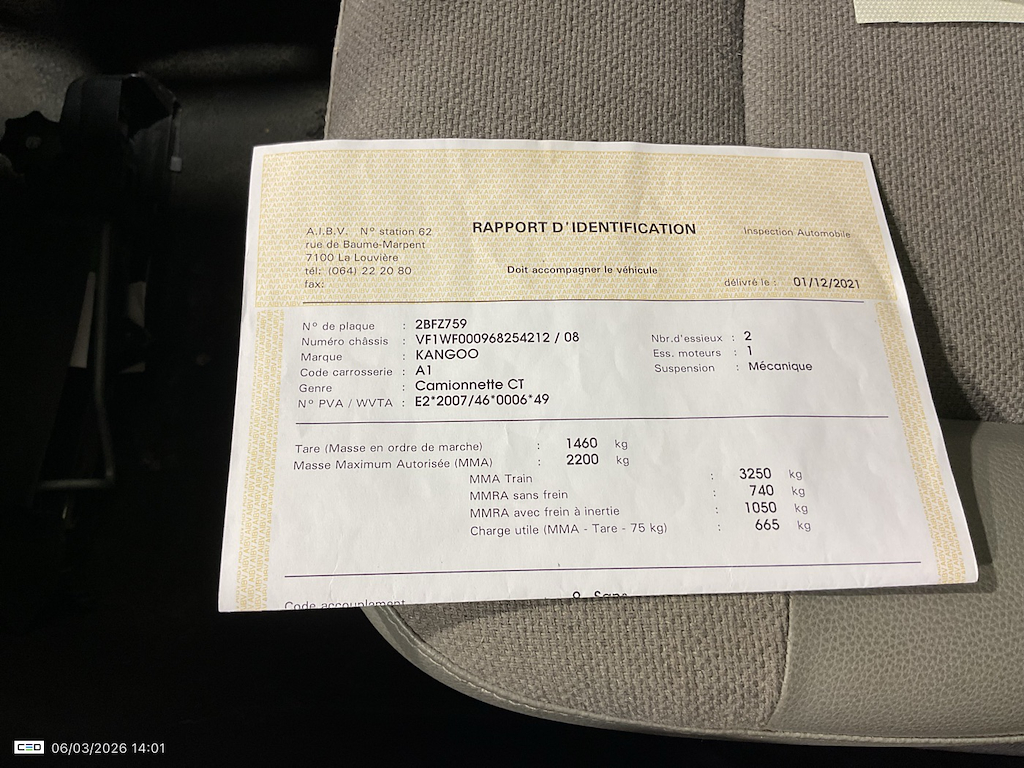 A.I.B.V. N° station 62
rue de Baume-Marpent
7100 La Louvière
tél: (064) 22 20 80
fax:
RAPPORT D'IDENTIFICATION
Doit accompagner le véhicule
Inspection Automobile
délivré le : 01/12/2021
N° de plaque : 2BFZ759
Numéro châssis : VF1WF000968254212 / 08
Marque : KANGOO
Code carrosserie : A1
Genre : Camionnette CT
N° PVA / WVTA : E2*2007/46*0006*49
Nbr.d'essieux : 2
Ess. moteurs : 1
Suspension : Mécanique
Tare (Masse en ordre de marche) : 1460 kg
Masse Maximum Autorisée (MMA) : 2200 kg
MMA Train : 3250 kg
MMRA sans frein : 740 kg
MMRA avec frein à inertie : 1050 kg
Charge utile (MMA - Tare - 75 kg) : 665 kg
Code accouplement
CEO 06/03/2026 14:01